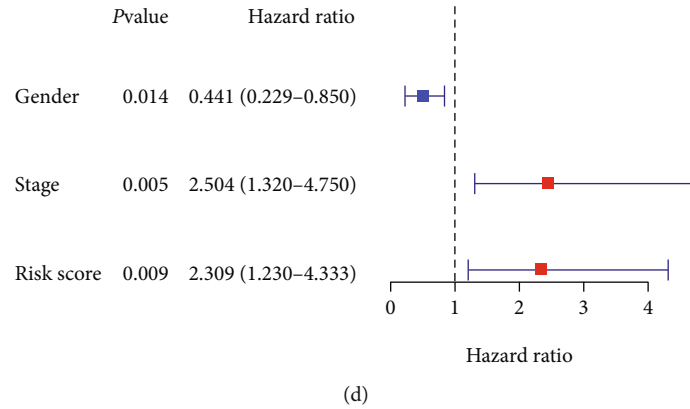 Pvalue Hazard ratio
Gender 0.014 0.441 (0.229–0.850)
Stage 0.005 2.504 (1.320–4.750)
Risk score 0.009 2.309 (1.230–4.333)
0 1 2 3 4
Hazard ratio
(d)